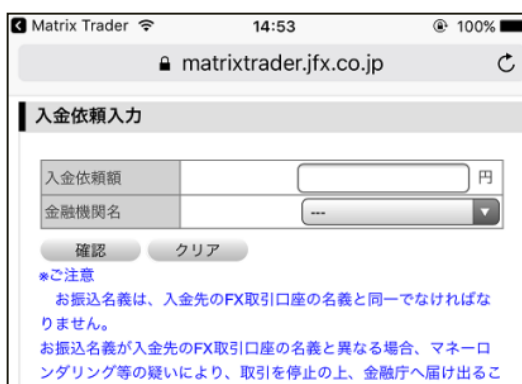 Matrix Trader 14:53 100%
matrixtrader.jfx.co.jp
入金依頼入力
入金依頼額 円
金融機関名 ---
確認 クリア
※ご注意
お振込名義は、入金先のFX取引口座の名義と同一でなければな
りません。
お振込名義が入金先のFX取引口座の名義と異なる場合、マネーロ
ンダリング等の疑いにより、取引を停止の上、金融庁へ届け出るこ